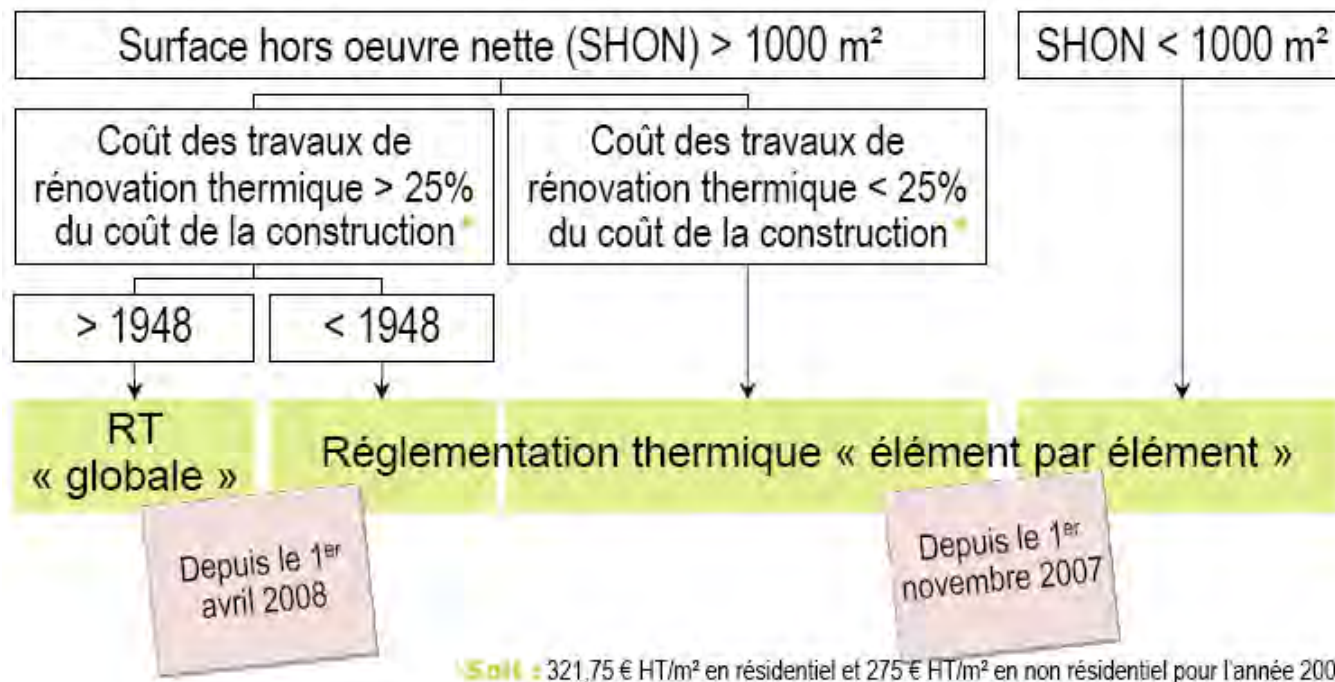 Surface hors oeuvre nette (SHON) > 1000 m²
SHON < 1000 m²
Coût des travaux de
rénovation thermique > 25%
du coût de la construction*
Coût des travaux de
rénovation thermique < 25%
du coût de la construction*
> 1948
< 1948
RT
« globale »
Réglementation thermique « élément par élément »
Depuis le 1er
avril 2008
Depuis le 1er
novembre 2007
Soit : 321,75 € HT/m² en résidentiel et 275 € HT/m² en non résidentiel pour l'année